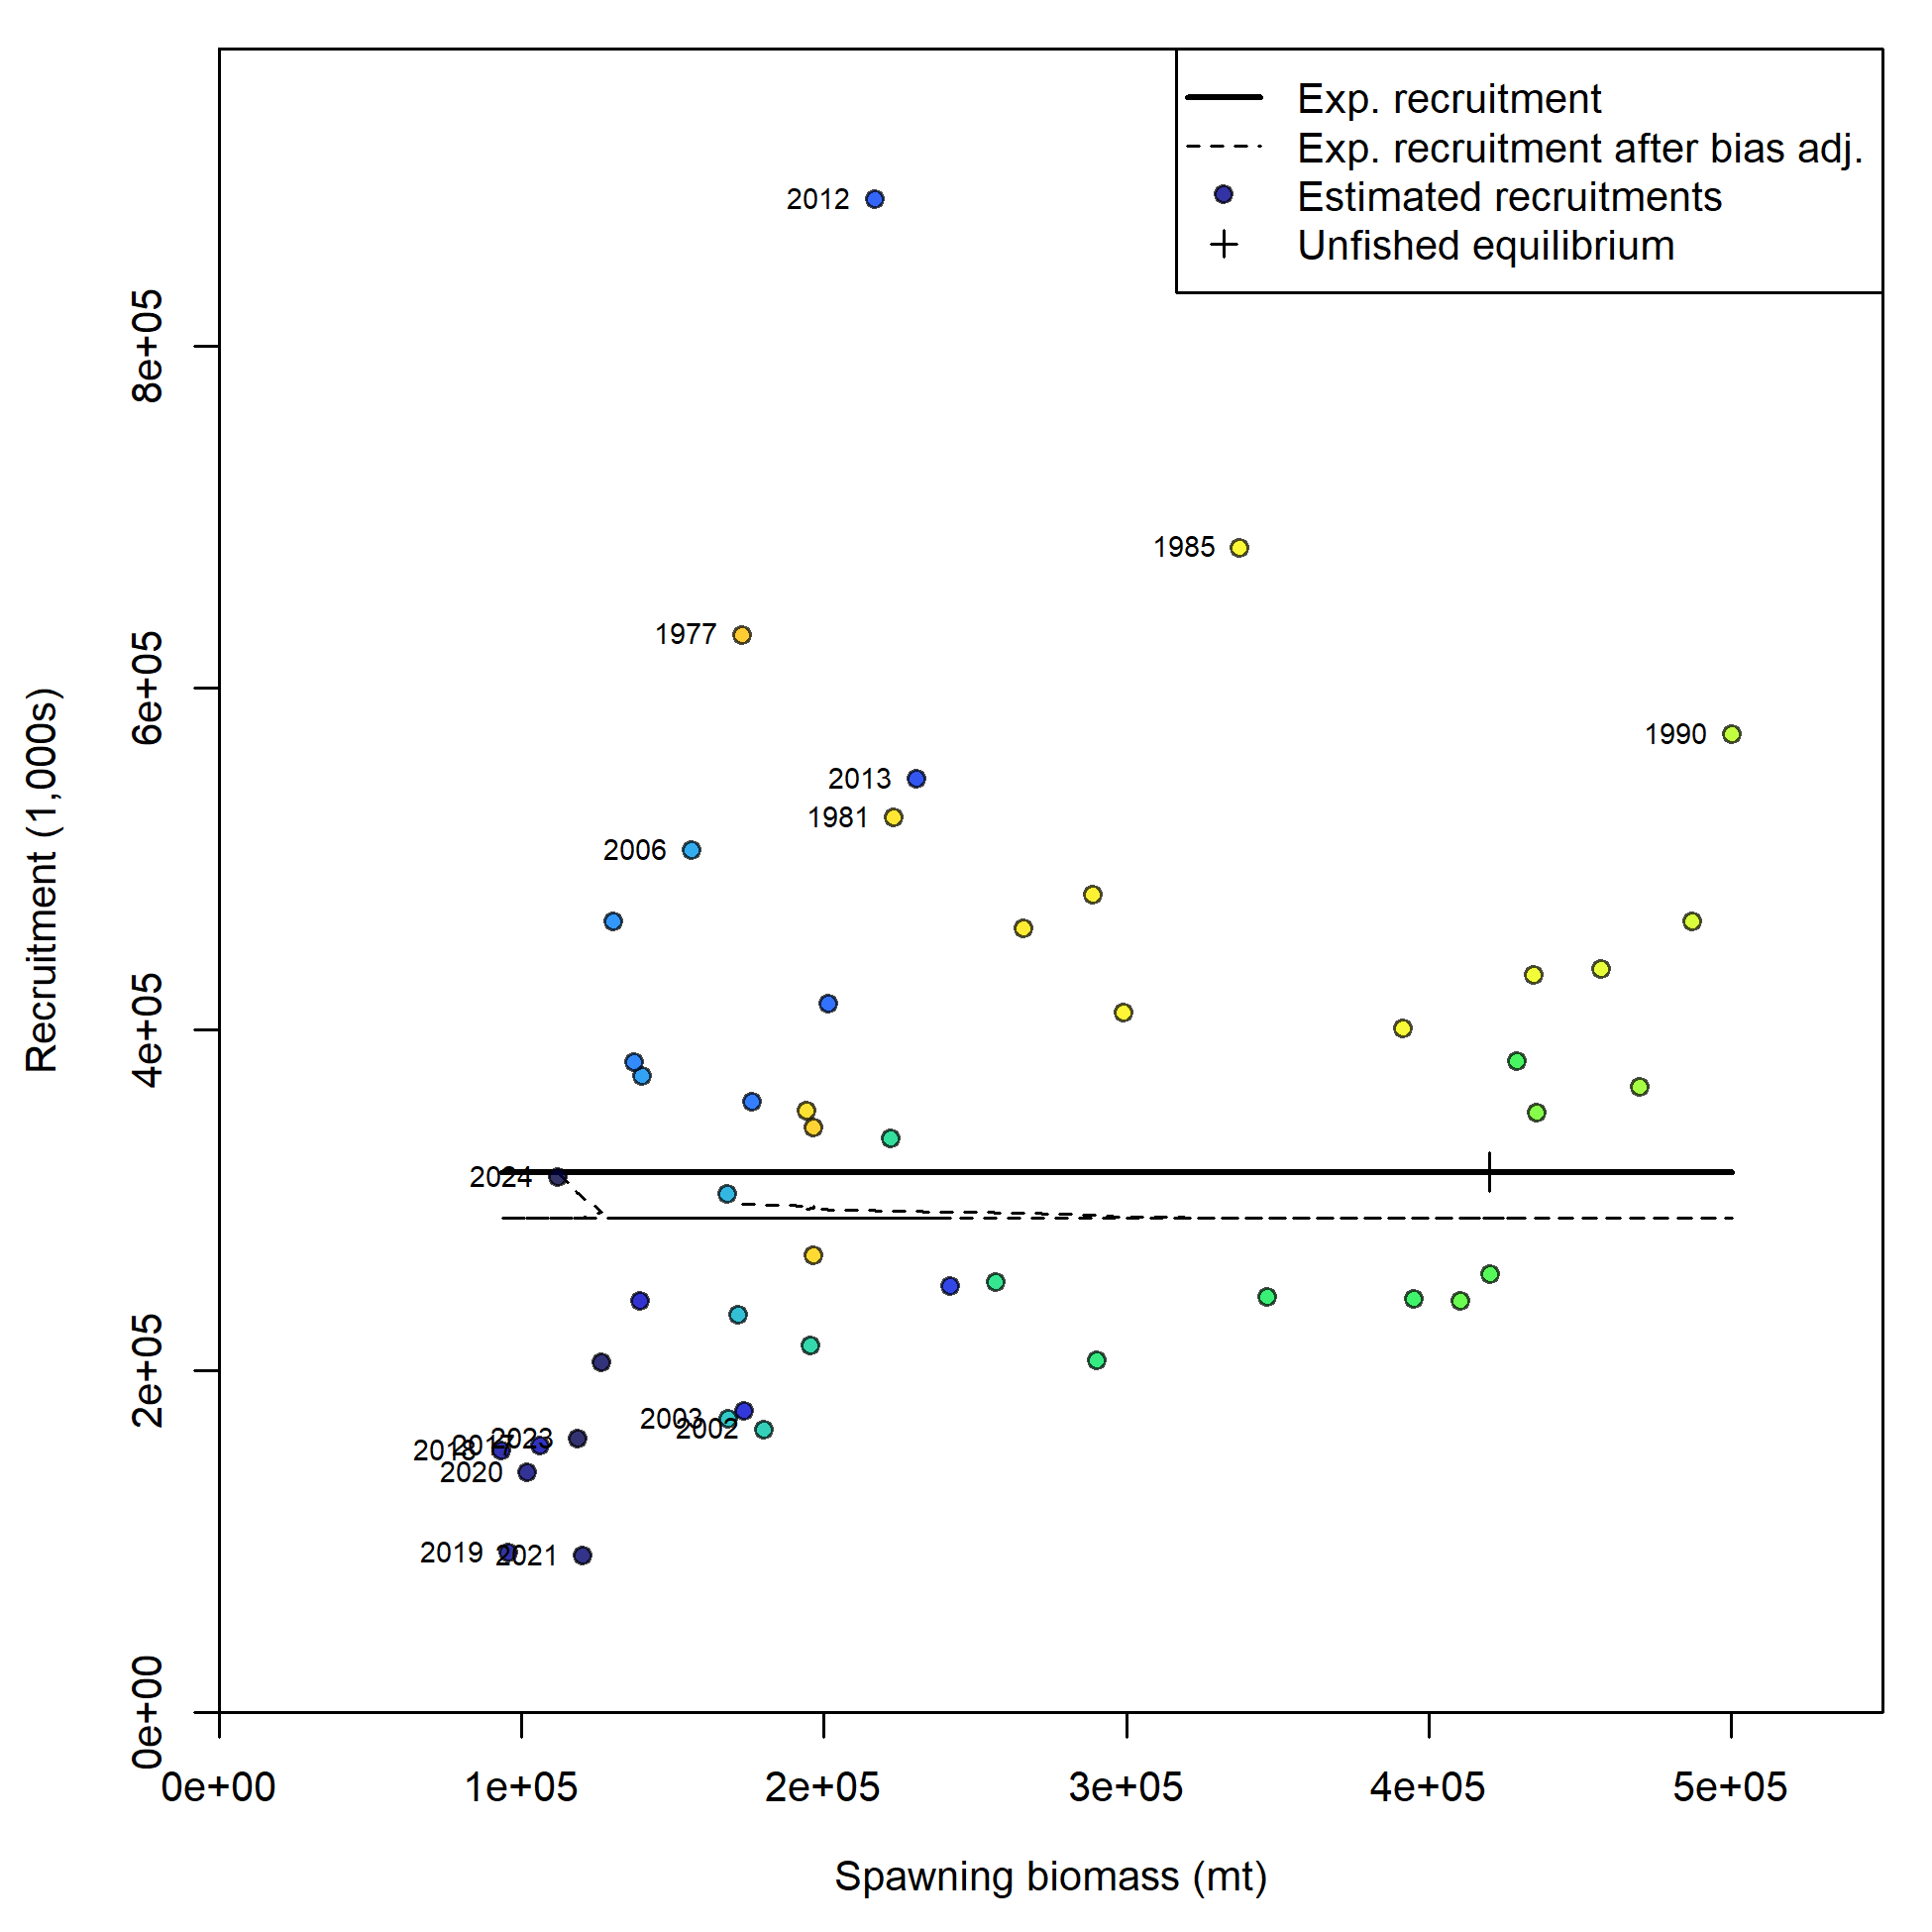 Exp. recruitment
Exp. recruitment after bias adj.
Estimated recruitments
Unfished equilibrium
2012
1985
1977
1990
2013
1981
2006
2024
2003
2002
2023
2017
2018
2020
2019
2021
Recruitment (1,000s)
8e+05
6e+05
4e+05
2e+05
0e+00
0e+00 1e+05 2e+05 3e+05 4e+05 5e+05
Spawning biomass (mt)